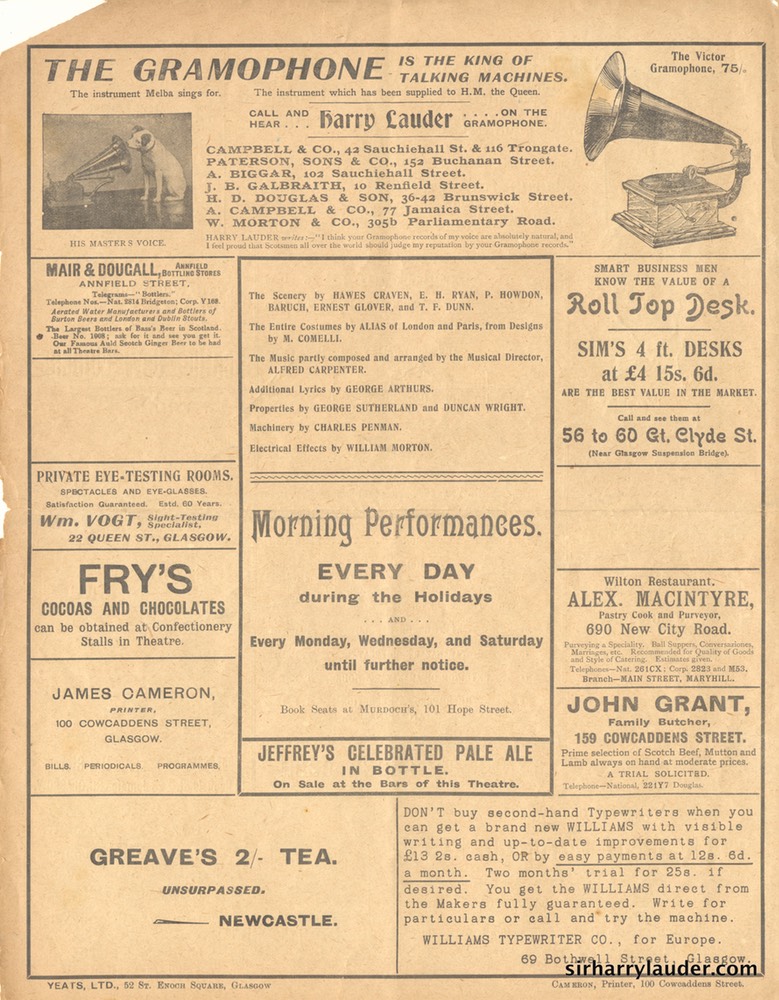 THE GRAMOPHONE IS THE KING OF
TALKING MACHINES.
The instrument Melba sings for. The instrument which has been supplied to H.M. the Queen.
The Victor
Gramophone, 75/-
CALL AND
HEAR . . . Harry Lauder . . . . ON THE
GRAMOPHONE.
CAMPBELL & CO., 42 Sauchiehall St. & 116 Trongate.
PATERSON, SONS & CO., 152 Buchanan Street.
A. BIGGAR, 102 Sauchiehall Street.
J. B. GALBRAITH, 10 Renfield Street.
H. D. DOUGLAS & SON, 36-42 Brunswick Street.
A. CAMPBELL & CO., 77 Jamaica Street.
W. MORTON & CO., 305b Parliamentary Road.
HIS MASTER'S VOICE.
HARRY LAUDER writes:—"I think your Gramophone records of my voice are absolutely natural, and
I feel proud that Scotsmen all over the world should judge my reputation by your Gramophone records."
MAIR & DOUGALL, ANNFIELD
BOTTLING STORES
ANNFIELD STREET.
Telegrams—"Bottlers."
Telephone Nos.—Nat. 2814 Bridgeton; Corp. Y 169.
Aerated Water Manufacturers and Bottlers of
Burton Beers and London and Dublin Stouts.
The Largest Bottlers of Bass's Beer in Scotland.
Beer No. 1908; ask for it and see you get it.
Our Famous Auld Scotch Ginger Beer to be had
at all Theatre Bars.
PRIVATE EYE-TESTING ROOMS.
SPECTACLES AND EYE-GLASSES.
Satisfaction Guaranteed. Estd. 60 Years.
Wm. VOGT, Sight-Testing
Specialist,
22 QUEEN ST., GLASGOW.
FRY'S
COCOAS AND CHOCOLATES
can be obtained at Confectionery
Stalls in Theatre.
JAMES CAMERON,
PRINTER,
100 COWCADDENS STREET,
GLASGOW.
BILLS. PERIODICALS. PROGRAMMES.
The Scenery by HAWES CRAVEN, E. H. RYAN, P. HOWDON,
BARUCH, ERNEST GLOVER, and T. F. DUNN.
The Entire Costumes by ALIAS of London and Paris, from Designs
by M. COMELLI.
The Music partly composed and arranged by the Musical Director,
ALFRED CARPENTER.
Additional Lyrics by GEORGE ARTHURS.
Properties by GEORGE SUTHERLAND and DUNCAN WRIGHT.
Machinery by CHARLES PENMAN.
Electrical Effects by WILLIAM MORTON.
Morning Performances.
EVERY DAY
during the Holidays
. . . AND . . .
Every Monday, Wednesday, and Saturday
until further notice.
Book Seats at MURDOCH'S, 101 Hope Street.
JEFFREY'S CELEBRATED PALE ALE
IN BOTTLE.
On Sale at the Bars of this Theatre.
SMART BUSINESS MEN
KNOW THE VALUE OF A
Roll Top Desk.
SIM'S 4 ft. DESKS
at £4 15s. 6d.
ARE THE BEST VALUE IN THE MARKET.
Call and see them at
56 to 60 Gt. Clyde St.
(Near Glasgow Suspension Bridge).
Wilton Restaurant.
ALEX. MACINTYRE,
Pastry Cook and Purveyor,
690 New City Road.
Purveying a Speciality. Ball Suppers, Conversaziones,
Marriages, etc. Recommended for Quality of Goods
and Style of Catering. Estimates given.
Telephones—Nat. 261CX; Corp. 2823 and M53.
Branch—MAIN STREET, MARYHILL.
JOHN GRANT,
Family Butcher,
159 COWCADDENS STREET.
Prime selection of Scotch Beef, Mutton and
Lamb always on hand at moderate prices.
A TRIAL SOLICITED.
Telephone—National, 221Y7 Douglas.
GREAVE'S 2/- TEA.
UNSURPASSED.
NEWCASTLE.
DON'T buy second-hand Typewriters when you
can get a brand new WILLIAMS with visible
writing and up-to-date improvements for
£13 2s. cash, OR by easy payments at 12s. 6d.
a month. Two months' trial for 25s. if
desired. You get the WILLIAMS direct from
the Makers fully guaranteed. Write for
particulars or call and try the machine.
WILLIAMS TYPEWRITER CO., for Europe.
69 Bothwell Street, Glasgow.
sirharrylauder.com
YEATS, LTD., 52 ST. ENOCH SQUARE, GLASGOW
CAMERON, Printer, 100 Cowcaddens Street.